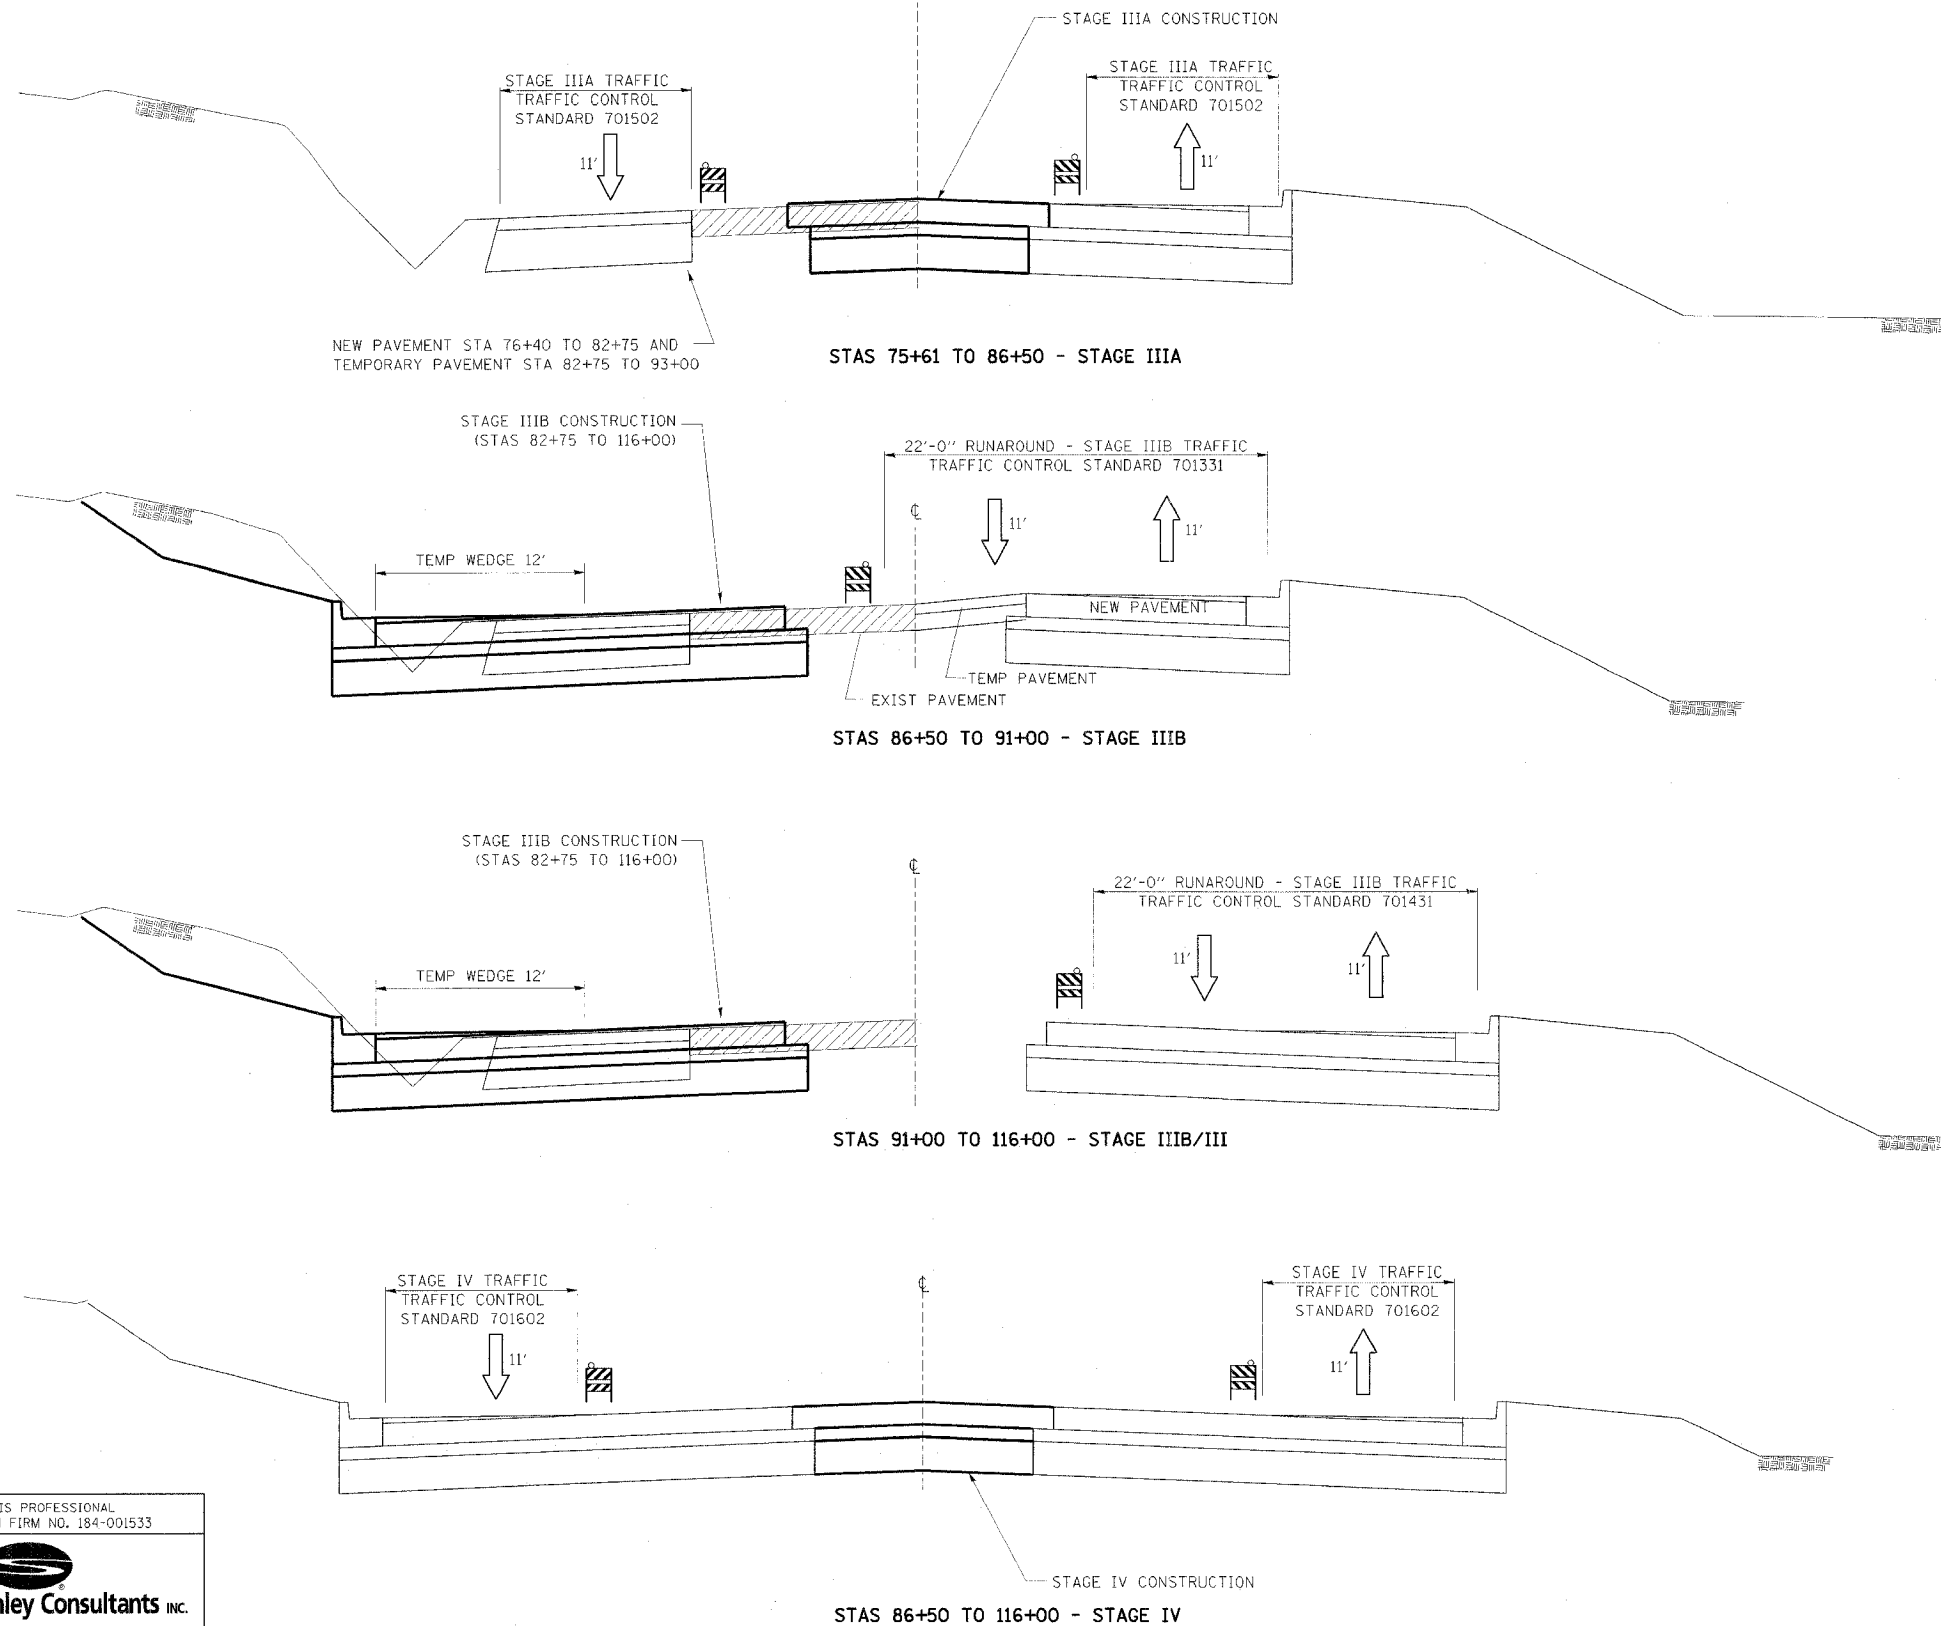 STAGE IIIA CONSTRUCTION
STAGE IIIA TRAFFIC
TRAFFIC CONTROL
STANDARD 701502
11'
STAGE IIIA TRAFFIC
TRAFFIC CONTROL
STANDARD 701502
11'
NEW PAVEMENT STA 76+40 TO 82+75 AND
TEMPORARY PAVEMENT STA 82+75 TO 93+00
STAS 75+61 TO 86+50 - STAGE IIIA
STAGE IIIB CONSTRUCTION
(STAS 82+75 TO 116+00)
22'-0" RUNAROUND - STAGE IIIB TRAFFIC
TRAFFIC CONTROL STANDARD 701331
℄
11'
11'
TEMP WEDGE 12'
NEW PAVEMENT
TEMP PAVEMENT
EXIST PAVEMENT
STAS 86+50 TO 91+00 - STAGE IIIB
STAGE IIIB CONSTRUCTION
(STAS 82+75 TO 116+00)
℄
22'-0" RUNAROUND - STAGE IIIB TRAFFIC
TRAFFIC CONTROL STANDARD 701431
11'
11'
TEMP WEDGE 12'
STAS 91+00 TO 116+00 - STAGE IIIB/III
STAGE IV TRAFFIC
TRAFFIC CONTROL
STANDARD 701602
11'
℄
STAGE IV TRAFFIC
TRAFFIC CONTROL
STANDARD 701602
11'
STAGE IV CONSTRUCTION
STAS 86+50 TO 116+00 - STAGE IV
IS PROFESSIONAL
FIRM NO. 184-001533
nley Consultants INC.